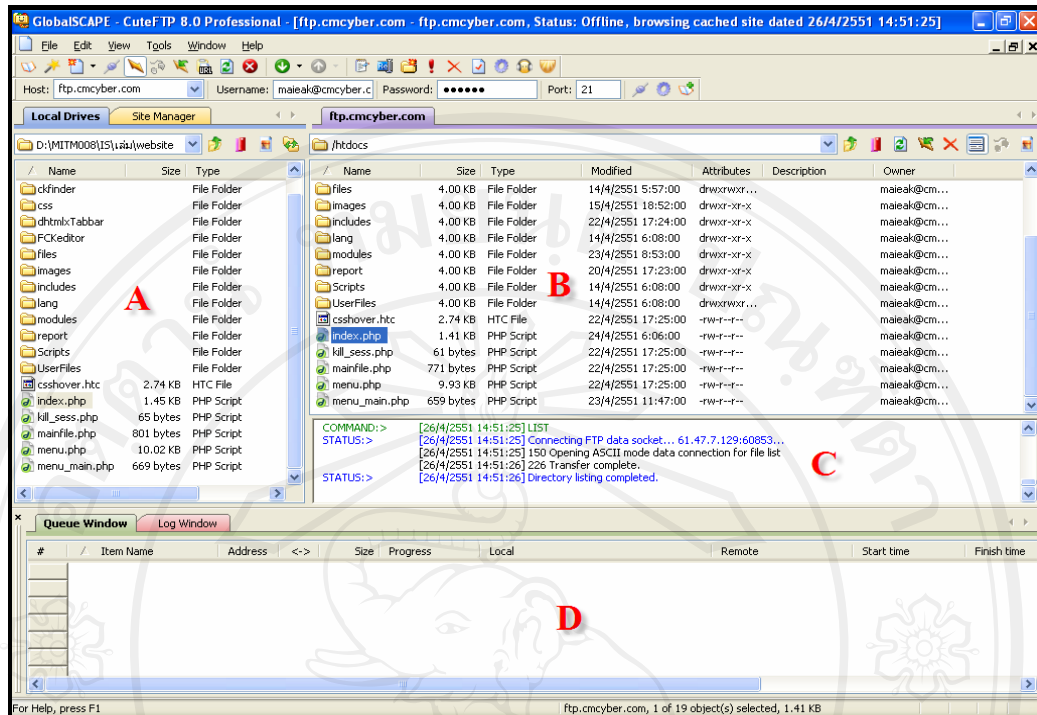 GlobalSCAPE - CuteFTP 8.0 Professional - [ftp.cmcyber.com - ftp.cmcyber.com, Status: Offline, browsing cached site dated 26/4/2551 14:51:25]
File Edit View Tools Window Help
Host: ftp.cmcyber.com Username: maieak@cmcyber.c Password: •••••• Port: 21
Local Drives Site Manager ftp.cmcyber.com
D:\MITM008\IS\เล่ม\website /htdocs
/ Name Size Type
ckfinder File Folder
css File Folder
dhtmlxTabbar File Folder
FCKeditor File Folder
files File Folder
images File Folder
includes File Folder
lang File Folder
modules File Folder
report File Folder
Scripts File Folder
UserFiles File Folder
csshover.htc 2.74 KB HTC File
index.php 1.45 KB PHP Script
kill_sess.php 65 bytes PHP Script
mainfile.php 801 bytes PHP Script
menu.php 10.02 KB PHP Script
menu_main.php 669 bytes PHP Script
A
/ Name Size Type Modified Attributes Description Owner
files 4.00 KB File Folder 14/4/2551 5:57:00 drwxrwxr... maieak@cm...
images 4.00 KB File Folder 15/4/2551 18:52:00 drwxr-xr-x maieak@cm...
includes 4.00 KB File Folder 22/4/2551 17:24:00 drwxr-xr-x maieak@cm...
lang 4.00 KB File Folder 14/4/2551 6:08:00 drwxr-xr-x maieak@cm...
modules 4.00 KB File Folder 23/4/2551 8:53:00 drwxr-xr-x maieak@cm...
report 4.00 KB File Folder 20/4/2551 17:23:00 drwxr-xr-x maieak@cm...
Scripts 4.00 KB File Folder 14/4/2551 6:08:00 drwxr-xr-x maieak@cm...
UserFiles 4.00 KB File Folder 14/4/2551 6:08:00 drwxrwxr... maieak@cm...
csshover.htc 2.74 KB HTC File 22/4/2551 17:25:00 -rw-r--r-- maieak@cm...
index.php 1.41 KB PHP Script 24/4/2551 6:06:00 -rw-r--r-- maieak@cm...
kill_sess.php 61 bytes PHP Script 22/4/2551 17:25:00 -rw-r--r-- maieak@cm...
mainfile.php 771 bytes PHP Script 22/4/2551 17:25:00 -rw-r--r-- maieak@cm...
menu.php 9.93 KB PHP Script 22/4/2551 17:25:00 -rw-r--r-- maieak@cm...
menu_main.php 659 bytes PHP Script 23/4/2551 11:47:00 -rw-r--r-- maieak@cm...
B
COMMAND:> [26/4/2551 14:51:25] LIST
STATUS:> [26/4/2551 14:51:25] Connecting FTP data socket... 61.47.7.129:60853...
[26/4/2551 14:51:25] 150 Opening ASCII mode data connection for file list
[26/4/2551 14:51:26] 226 Transfer complete.
STATUS:> [26/4/2551 14:51:26] Directory listing completed.
C
Queue Window Log Window
# / Item Name Address <-> Size Progress Local Remote Start time Finish time
D
For Help, press F1 ftp.cmcyber.com, 1 of 19 object(s) selected, 1.41 KB